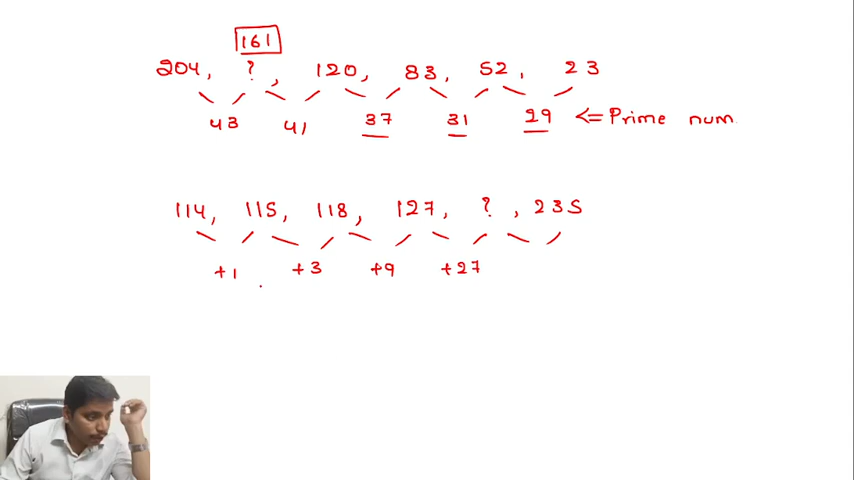 161
204, ?, 120, 83, 52, 23
43 41 37 31 29 <= Prime num
114, 115, 118, 127, ?, 235
+1 +3 +9 +27